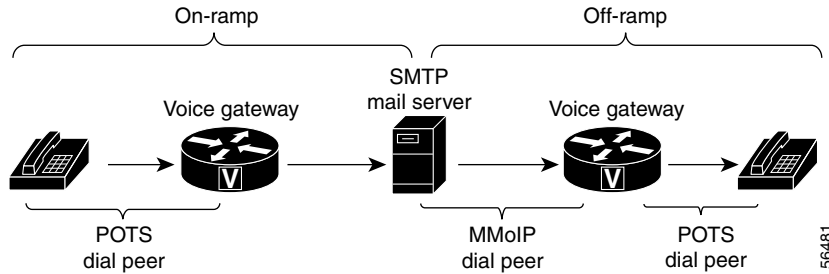 On-ramp
Off-ramp
SMTP
mail server
Voice gateway
Voice gateway
V
V
POTS
dial peer
MMoIP
dial peer
POTS
dial peer
56481